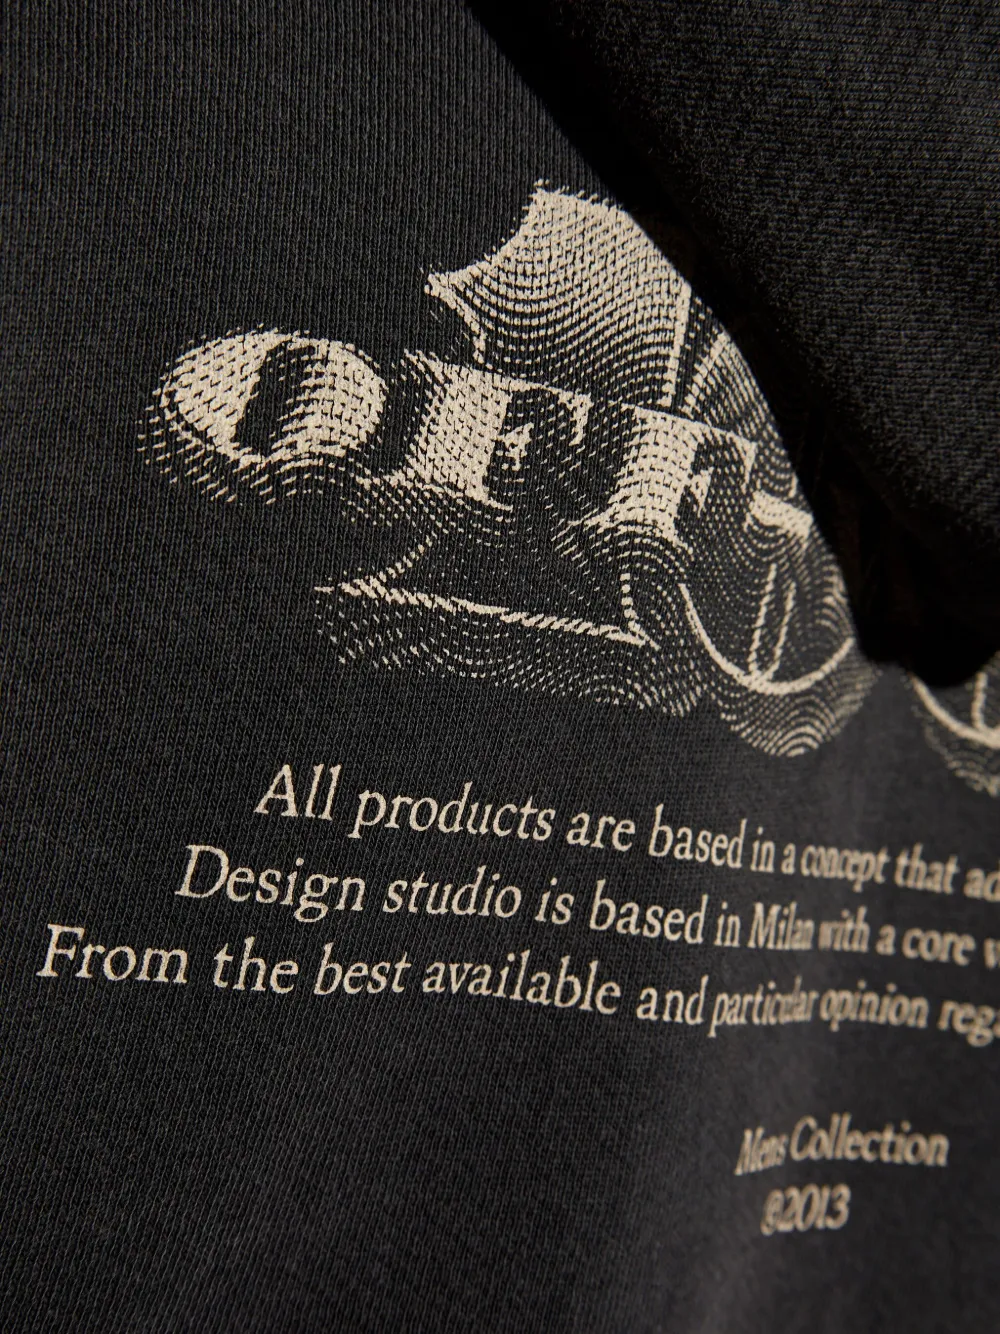 OFF
All products are based in a concept that ad
Design studio is based in Milan with a core
From the best available and particular opinion reg
Mens Collection
©2013